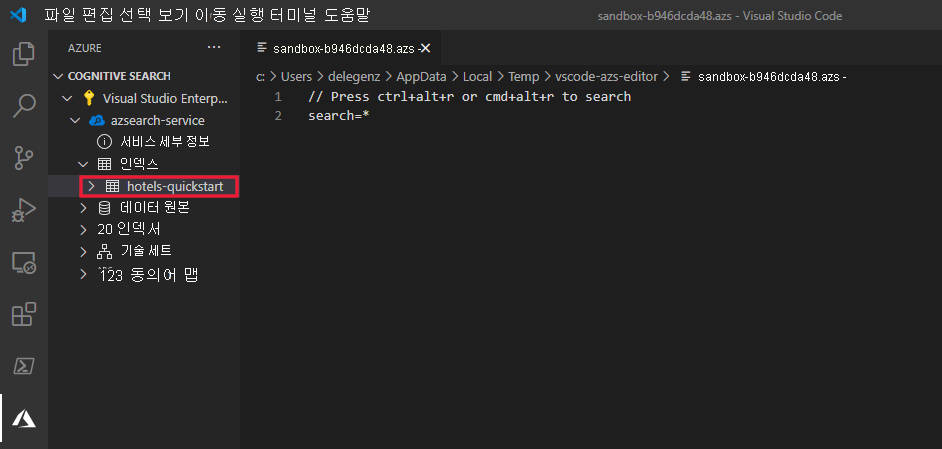 파일 편집 선택 보기 이동 실행 터미널 도움말
sandbox-b946dcda48.azs - Visual Studio Code
AZURE
COGNITIVE SEARCH
Visual Studio Enterp...
azsearch-service
서비스 세부 정보
인덱스
hotels-quickstart
데이터 원본
20 인덱서
기술 세트
123 동의어 맵
sandbox-b946dcda48.azs -
c: > Users > delegenz > AppData > Local > Temp > vscode-azs-editor > sandbox-b946dcda48.azs -
1 // Press ctrl+alt+r or cmd+alt+r to search
2 search=*